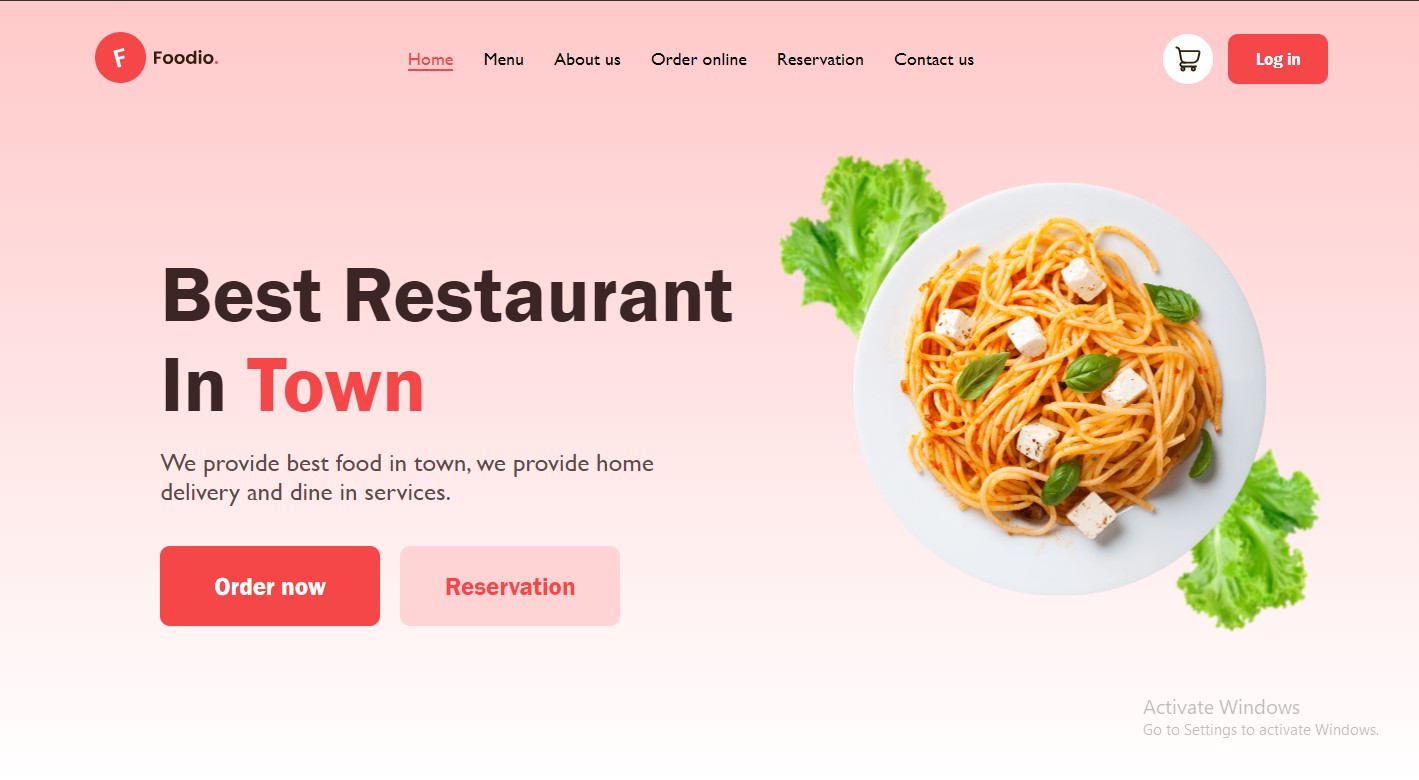 F Foodio.
Home Menu About us Order online Reservation Contact us
Log in
Best Restaurant
In Town
We provide best food in town, we provide home
delivery and dine in services.
Order now
Reservation
Activate Windows
Go to Settings to activate Windows.